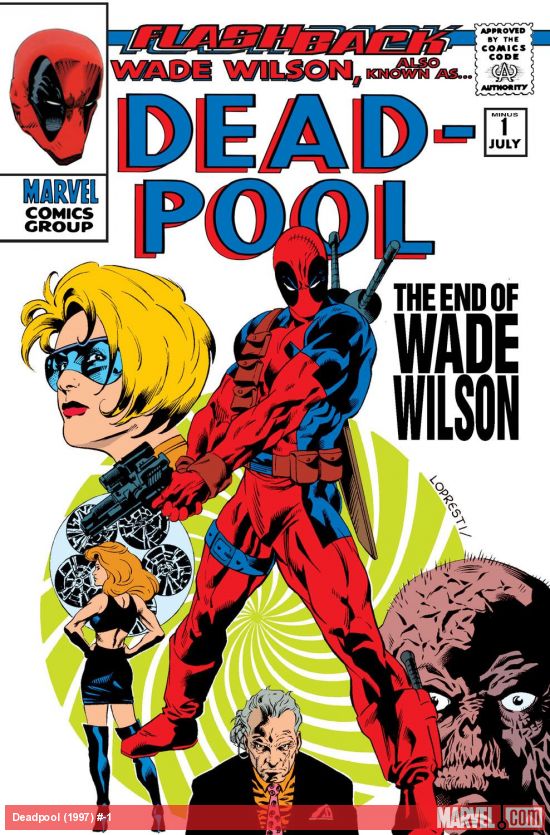 FLASHBACK
WADE WILSON, ALSO KNOWN AS...
DEAD-
POOL
APPROVED
BY THE
COMICS
CODE
CA
AUTHORITY
MINUS
1
JULY
MARVEL
COMICS
GROUP
THE END OF
WADE
WILSON
LOPRESTI/
Deadpool (1997) #-1
MARVEL.COM